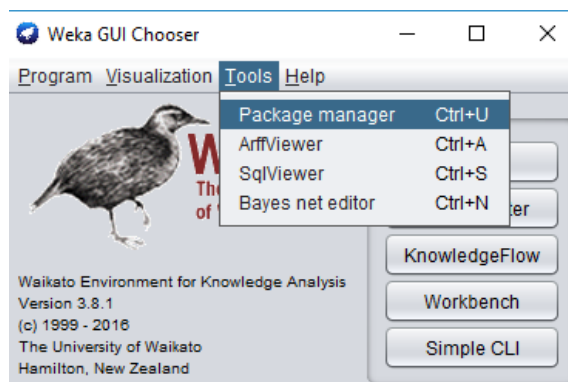 Weka GUI Chooser
Program Visualization Tools Help
Package manager Ctrl+U
ArffViewer Ctrl+A
SqlViewer Ctrl+S
Bayes net editor Ctrl+N
KnowledgeFlow
Workbench
Simple CLI
Waikato Environment for Knowledge Analysis
Version 3.8.1
(c) 1999 - 2016
The University of Waikato
Hamilton, New Zealand